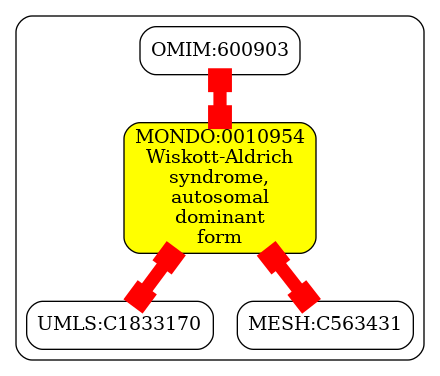 OMIM:600903
MONDO:0010954
Wiskott-Aldrich
syndrome,
autosomal
dominant
form
UMLS:C1833170
MESH:C563431